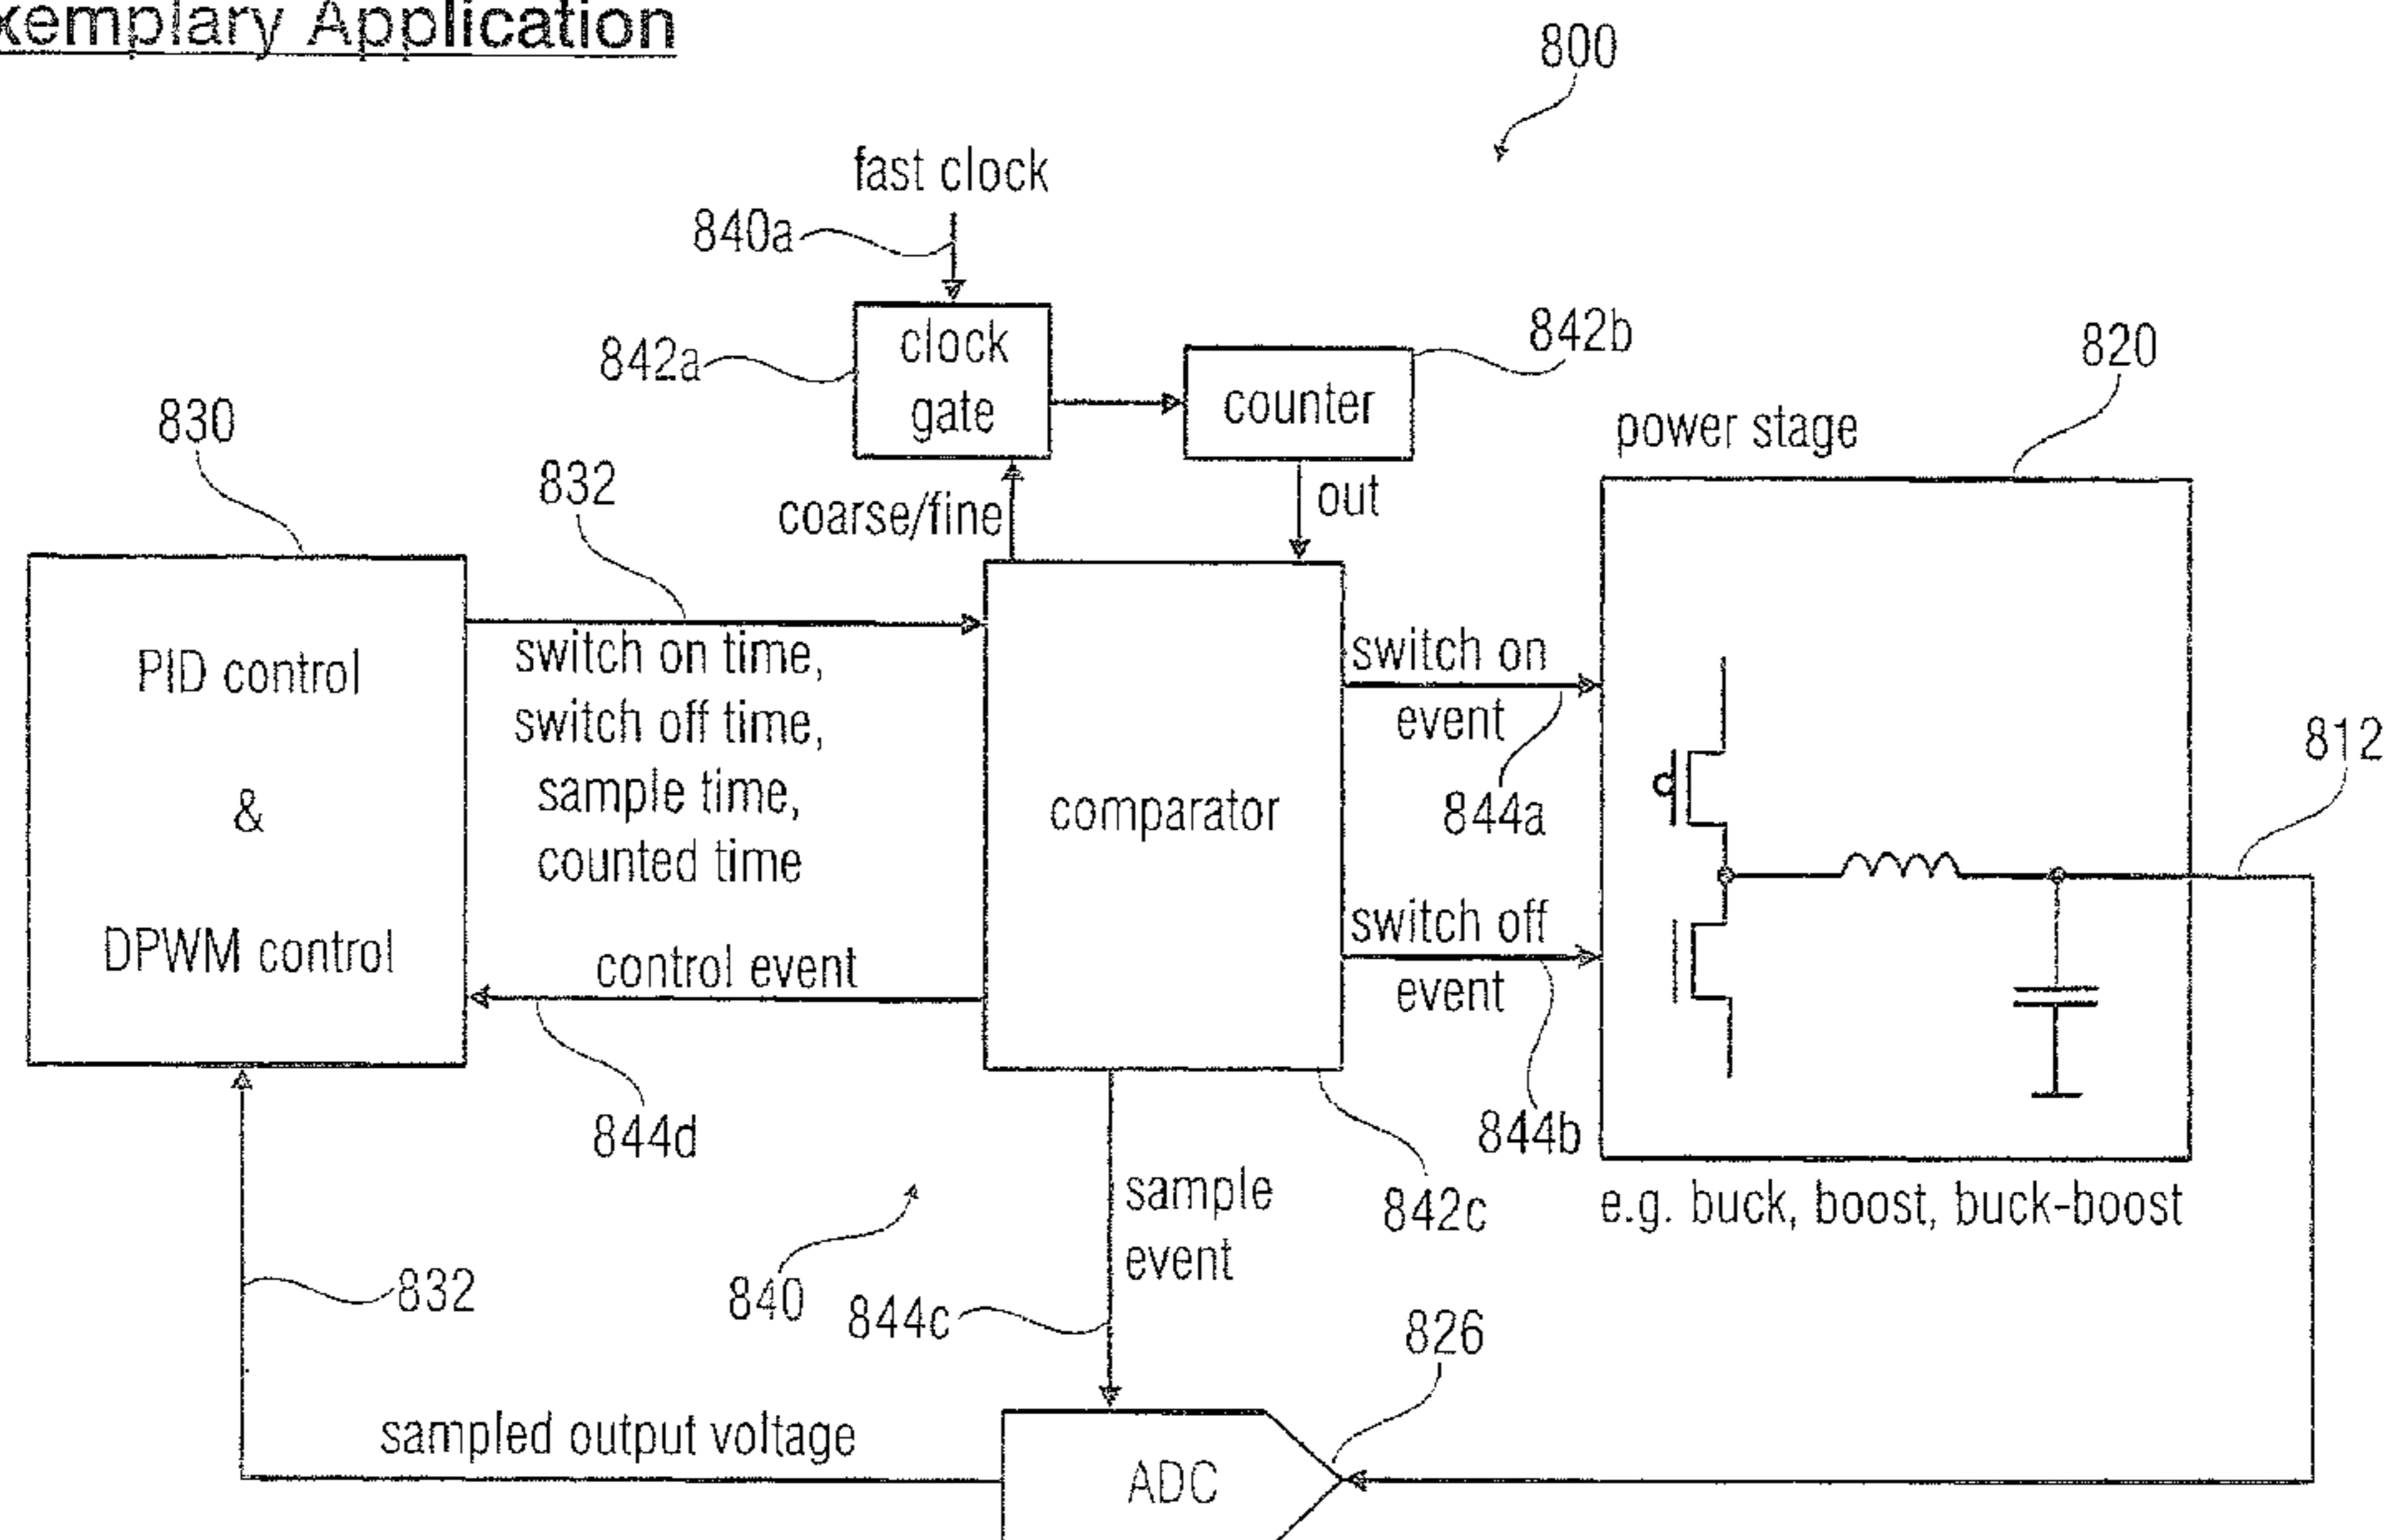 xemplary Application
800
fast clock
840a
842a
clock
gate
842b
counter
820
power stage
830
832
coarse/fine
out
PID control
&
DPWM control
switch on time,
switch off time,
sample time,
counted time
comparator
switch on
event
844a
812
control event
switch off
event
844d
844b
842c
sample
event
e.g. buck, boost, buck-boost
832
840
844c
826
sampled output voltage
ADC